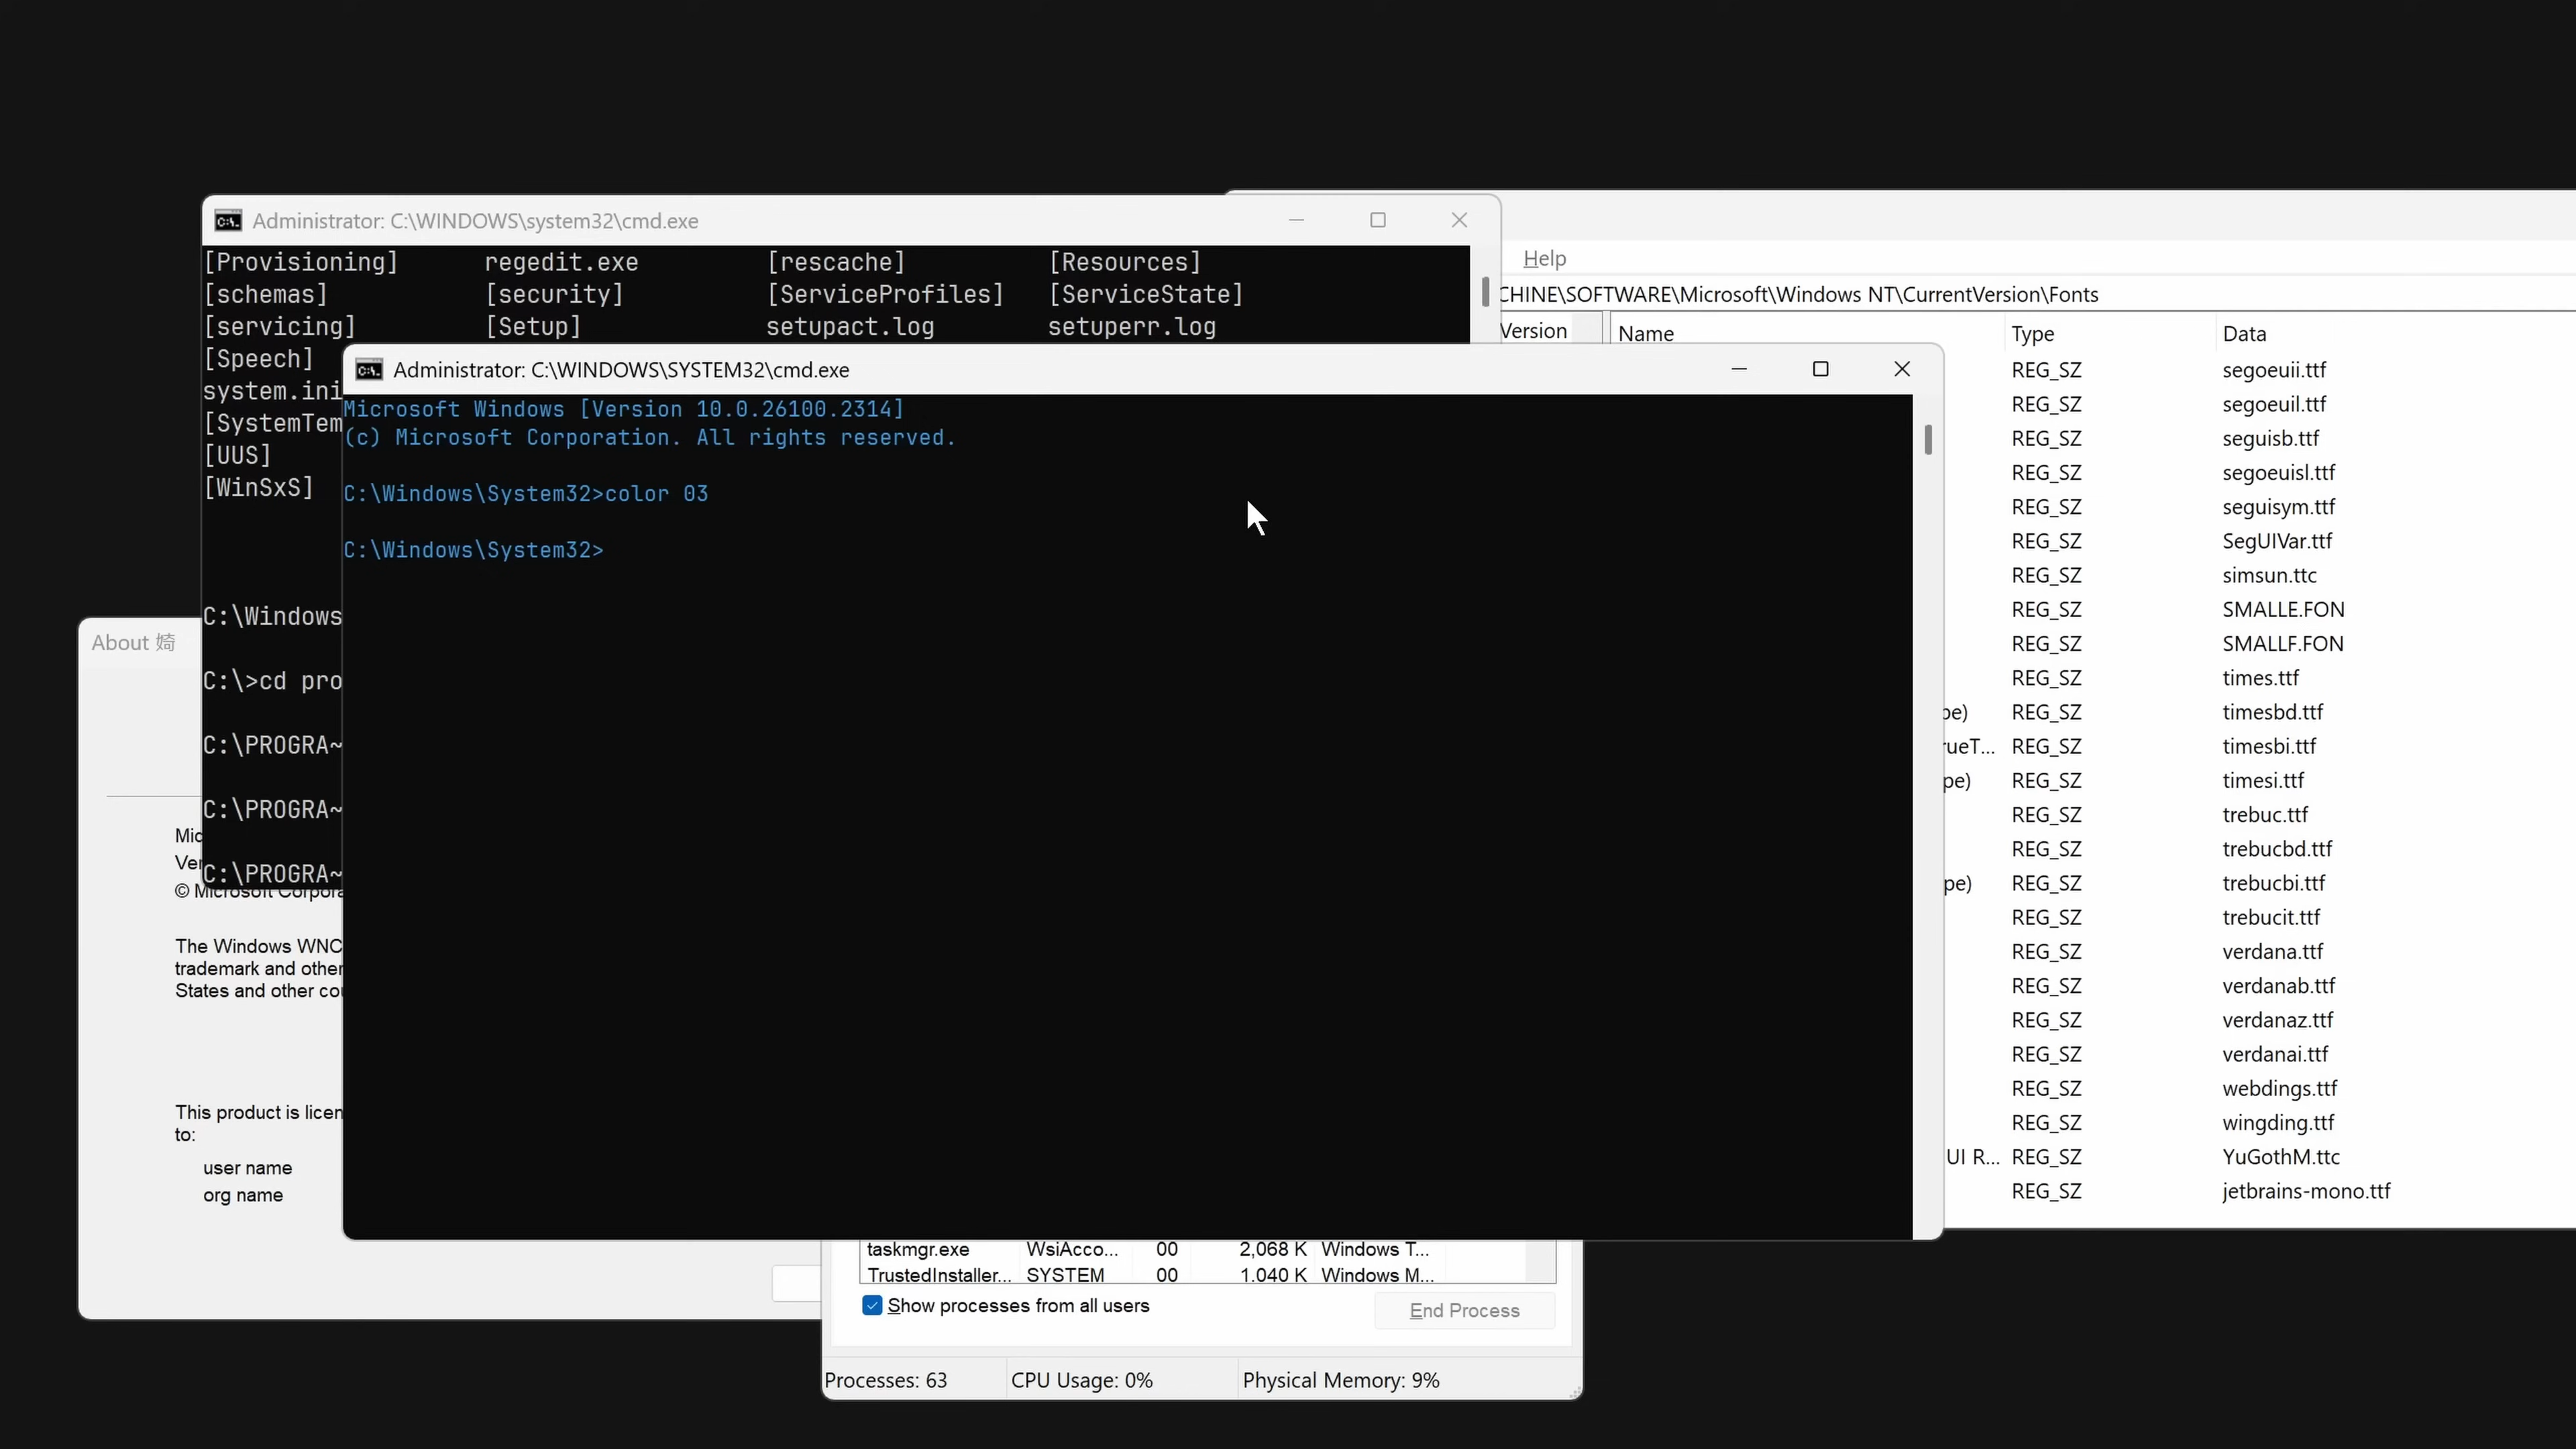 Administrator: C:\WINDOWS\system32\cmd.exe
[Provisioning] regedit.exe [rescache] [Resources]
[schemas] [security] [ServiceProfiles] [ServiceState]
[servicing] [Setup] setupact.log setuperr.log
[Speech]
system.ini
[SystemTem
[UUS]
[WinSxS]
C:\Windows
C:\>cd pro
C:\PROGRA~
C:\PROGRA~
C:\PROGRA~
Help
CHINE\SOFTWARE\Microsoft\Windows NT\CurrentVersion\Fonts
Version Name Type Data
REG_SZ segoeuii.ttf
REG_SZ segoeuil.ttf
REG_SZ seguisb.ttf
REG_SZ segoeuisl.ttf
REG_SZ seguisym.ttf
REG_SZ SegUIVar.ttf
REG_SZ simsun.ttc
REG_SZ SMALLE.FON
REG_SZ SMALLF.FON
REG_SZ times.ttf
pe) REG_SZ timesbd.ttf
rueT... REG_SZ timesbi.ttf
pe) REG_SZ timesi.ttf
REG_SZ trebuc.ttf
REG_SZ trebucbd.ttf
pe) REG_SZ trebucbi.ttf
REG_SZ trebucit.ttf
REG_SZ verdana.ttf
REG_SZ verdanab.ttf
REG_SZ verdanaz.ttf
REG_SZ verdanai.ttf
REG_SZ webdings.ttf
REG_SZ wingding.ttf
UI R... REG_SZ YuGothM.ttc
REG_SZ jetbrains-mono.ttf
Administrator: C:\WINDOWS\SYSTEM32\cmd.exe
Microsoft Windows [Version 10.0.26100.2314]
(c) Microsoft Corporation. All rights reserved.
C:\Windows\System32>color 03
C:\Windows\System32>
About
Mic
Ver
© Microsoft Corpora
The Windows WNC
trademark and other
States and other cou
This product is licen
to:
user name
org name
taskmgr.exe WsiAcco... 00 2,068 K Windows T...
TrustedInstaller... SYSTEM 00 1.040 K Windows M...
Show processes from all users
End Process
Processes: 63 CPU Usage: 0% Physical Memory: 9%